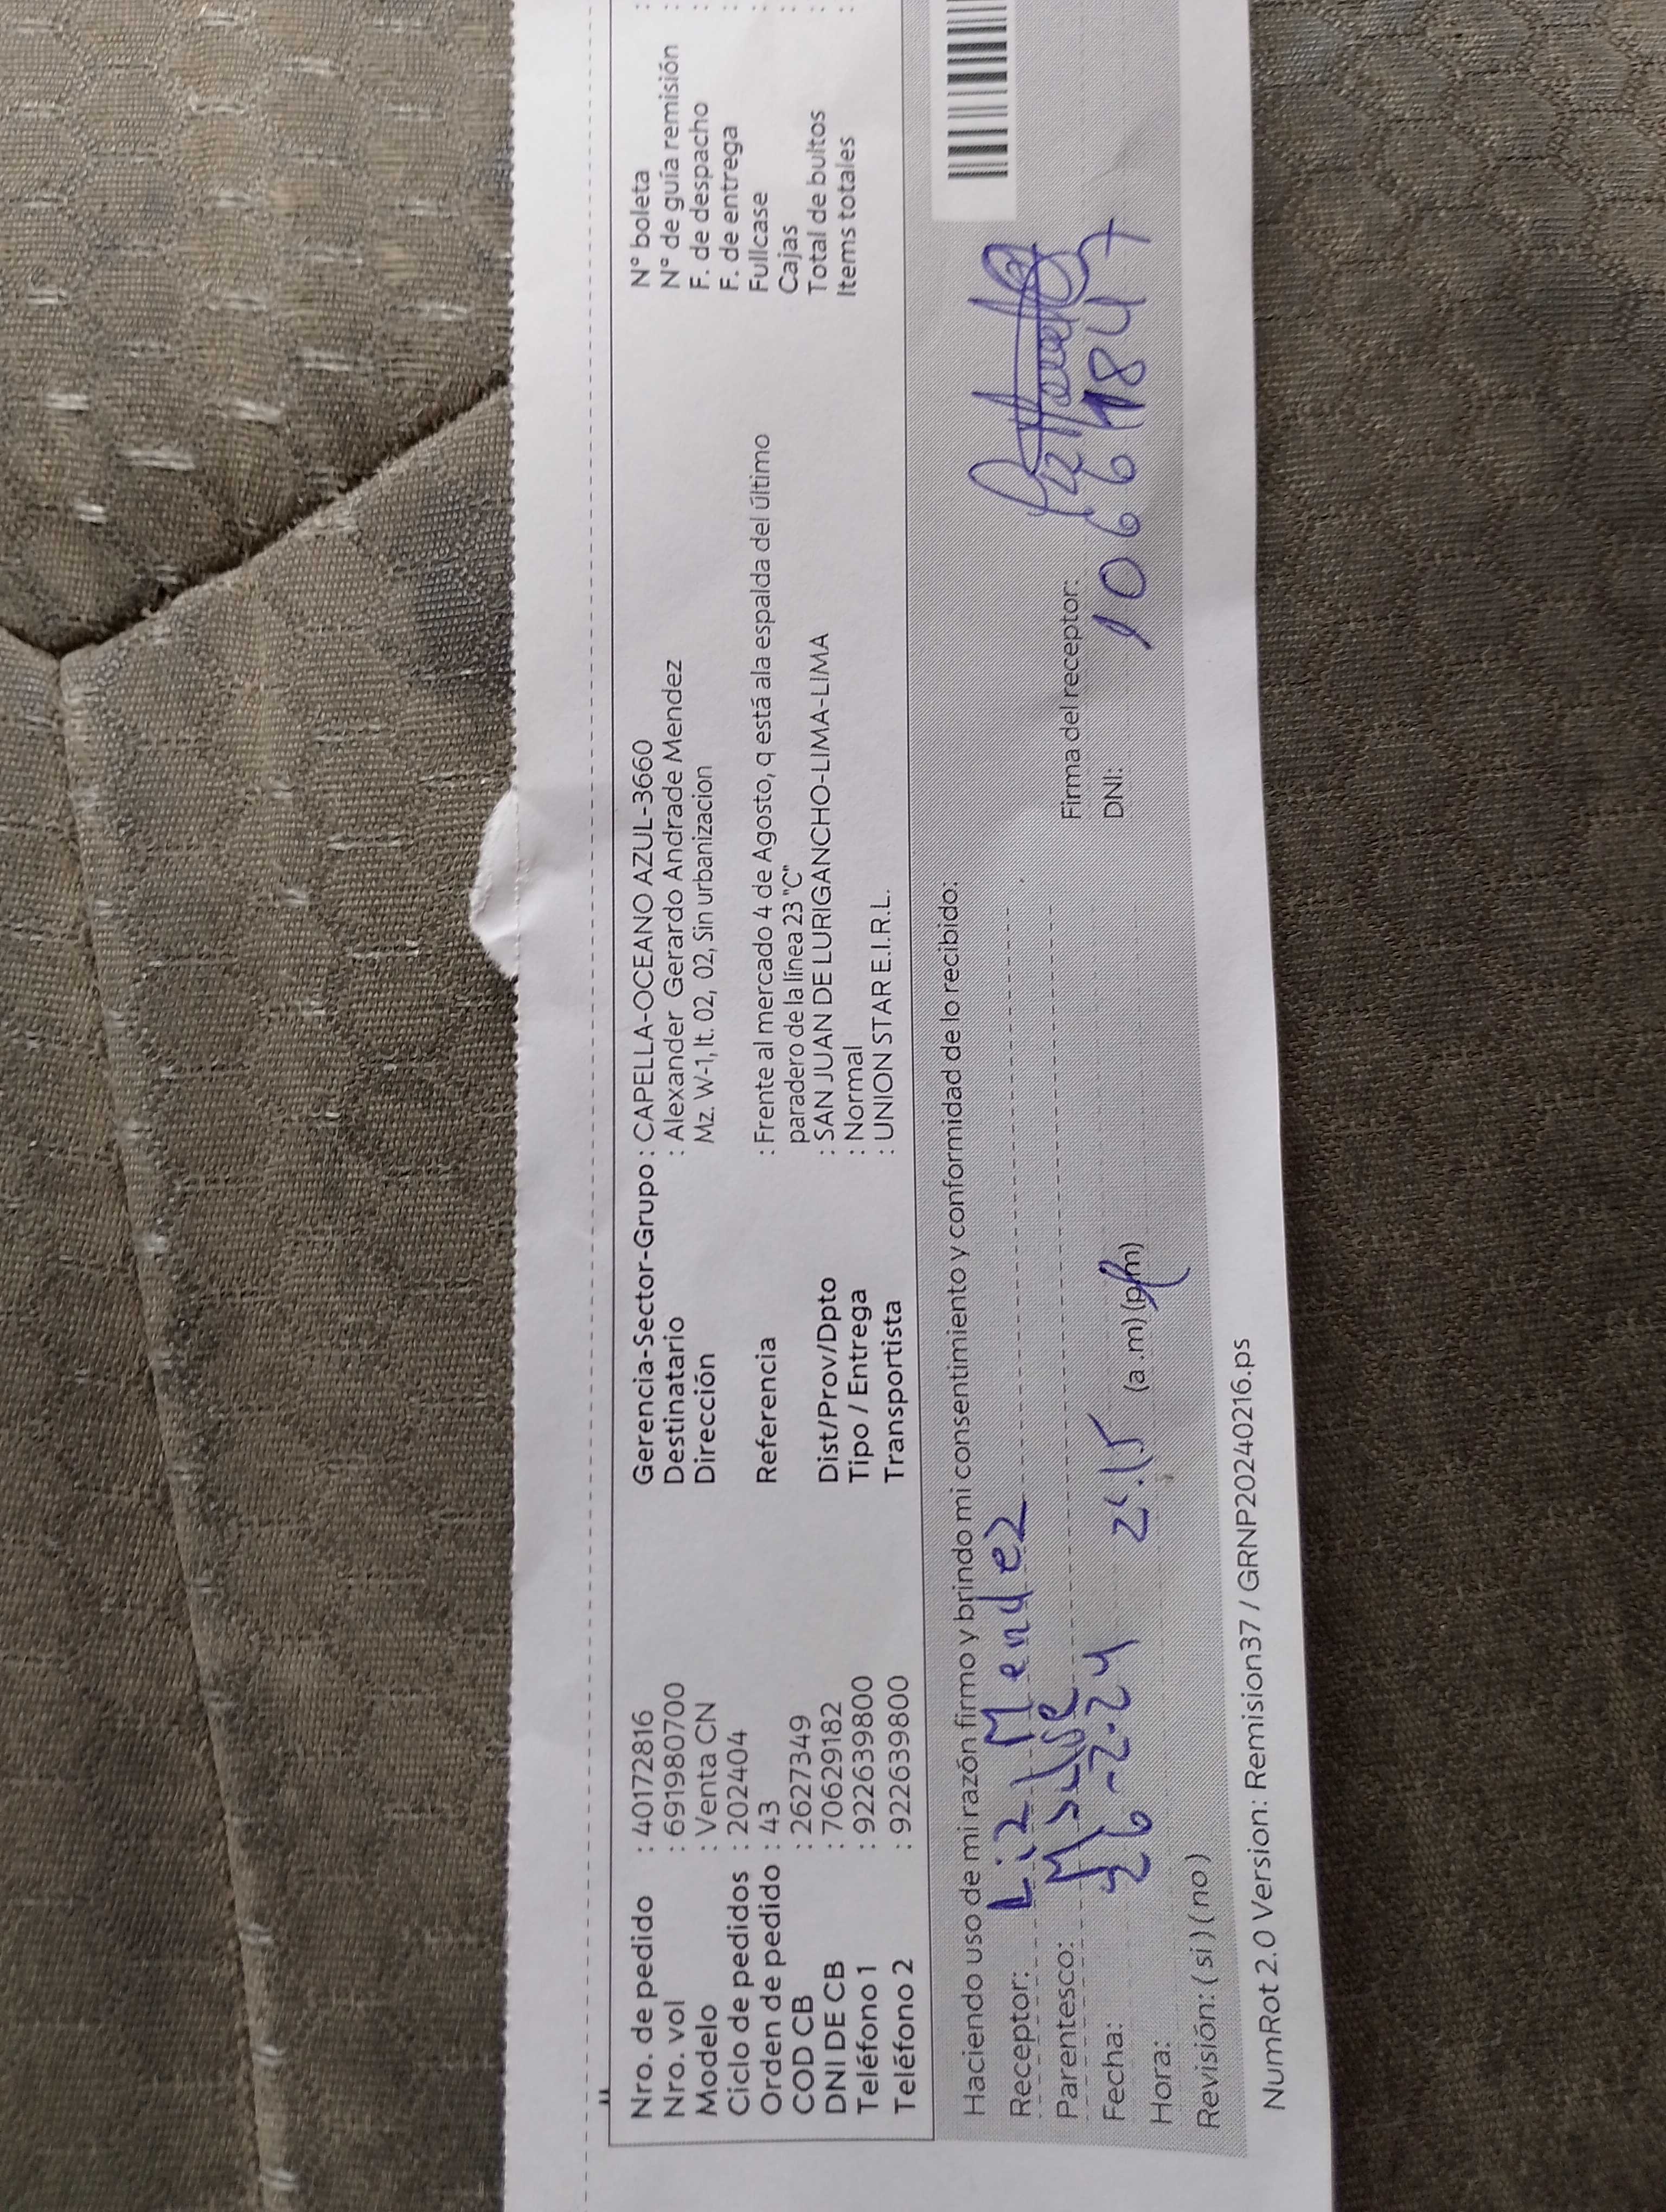 Nro. de pedido : 40172816
Nro. vol : 691980700
Modelo : Venta CN
Ciclo de pedidos : 202404
Orden de pedido : 43
COD CB : 2627349
DNI DE CB : 70629182
Teléfono 1 : 922639800
Teléfono 2 : 922639800
Gerencia-Sector-Grupo : CAPELLA-OCEANO AZUL-3660
Destinatario : Alexander Gerardo Andrade Mendez
Dirección Mz. W-1, lt. 02, 02, Sin urbanizacion
Referencia : Frente al mercado 4 de Agosto, q está ala espalda del último
paradero de la línea 23 "C"
Dist/Prov/Dpto : SAN JUAN DE LURIGANCHO-LIMA-LIMA
Tipo / Entrega : Normal
Transportista : UNION STAR E.I.R.L.
N° boleta :
N° de guía remisión :
F. de despacho :
F. de entrega :
Fullcase :
Cajas :
Total de bultos :
Items totales :
Haciendo uso de mi razón firmo y brindo mi consentimiento y conformidad de lo recibido:
Receptor: Liz Mendez
Parentesco:
Fecha: 26-2-24
Hora: 2:15 (a.m) (p.m)
Revisión: ( si ) ( no )
Firma del receptor:
DNI:
NumRot 2.0 Version: Remision37 / GRNP20240216.ps